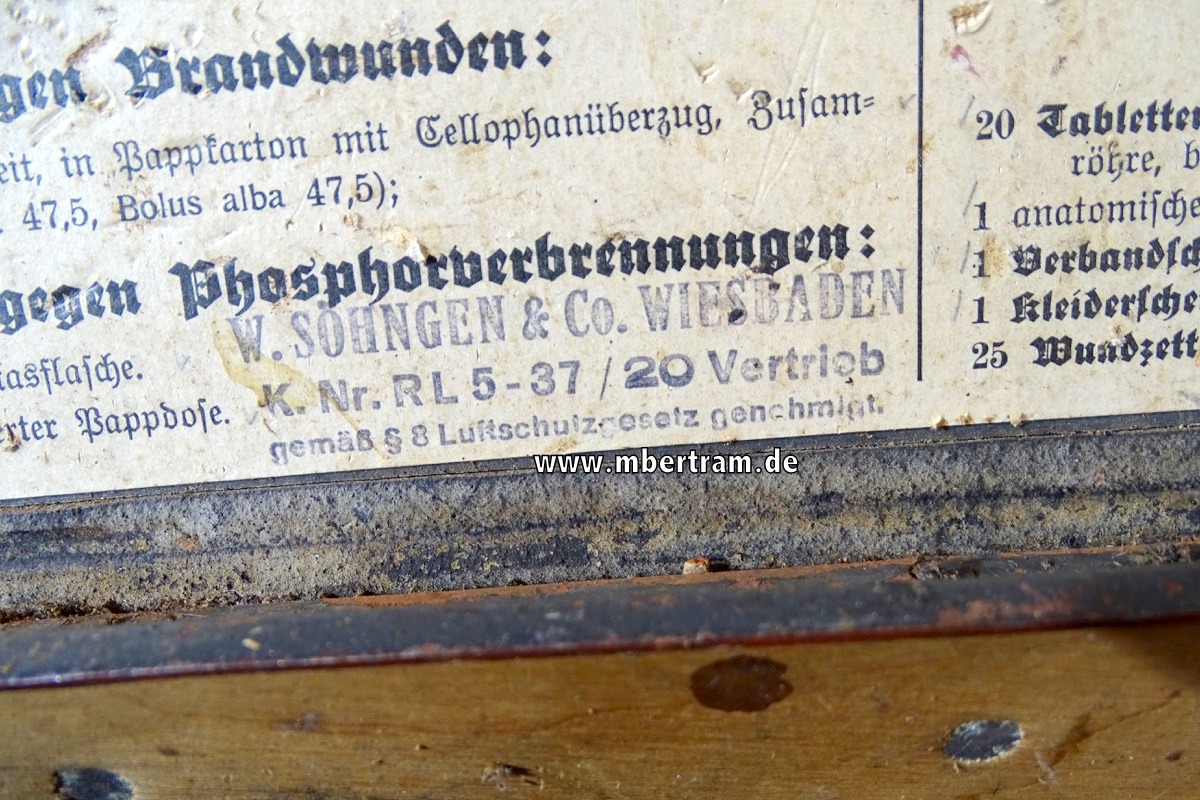 gen Brandwunden:
eit, in Pappkarton mit Cellophanüberzug, Zusam=
47,5, Bolus alba 47,5);
gegen Phosphorverbrennungen:
iasflasche.
rter Pappdose.
W. SÖHNGEN & Co. WIESBADEN
K. Nr. RL 5-37/20 Vertrieb
gemäß § 8 Luftschutzgesetz genehmigt.
20 Tabletten
röhre, b
1 anatomische
1 Verbandsch
1 Kleidersche
25 Wundzett
www.mbertram.de